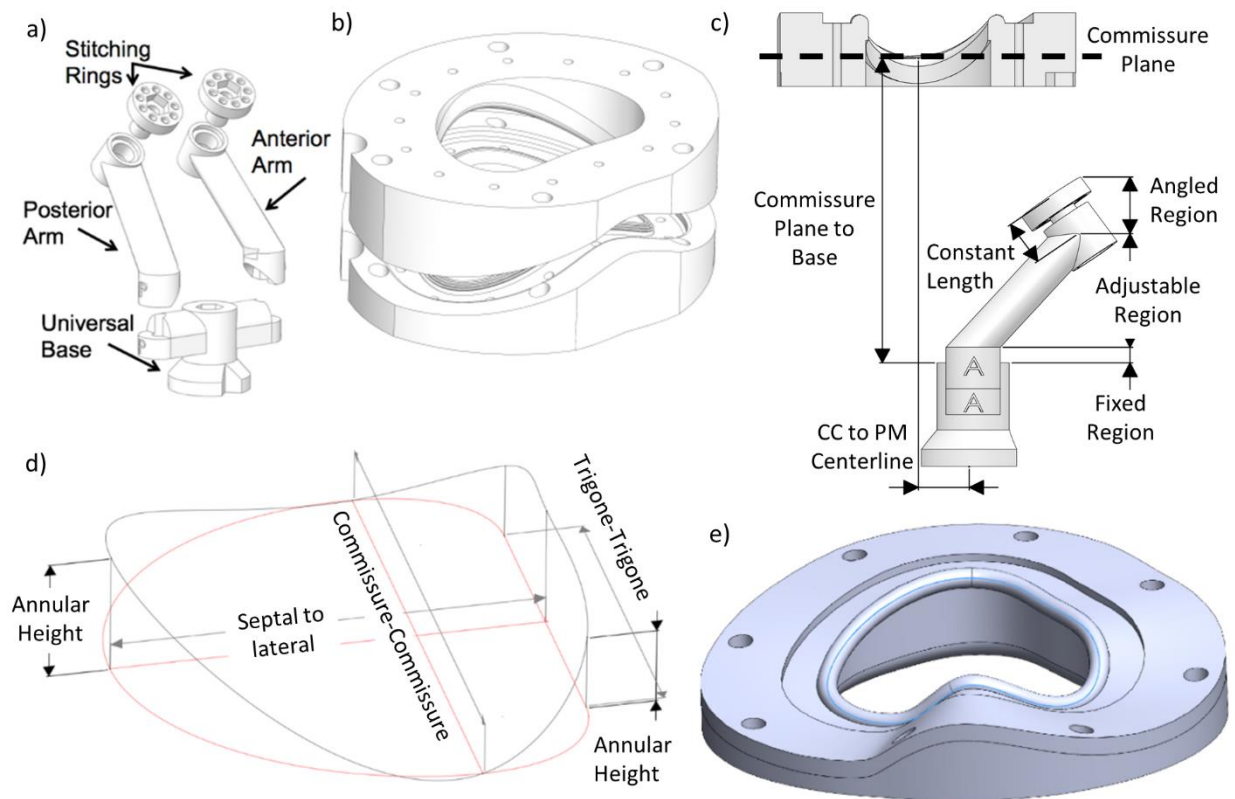 a)
Stitching
Rings
Anterior
Arm
Posterior
Arm
P
Universal
Base
P
b)
c)
Commissure
Plane
Commissure
Plane to
Base
Constant
Length
Angled
Region
Adjustable
Region
A
A
Fixed
Region
CC to PM
Centerline
d)
Annular
Height
Septal to
lateral
Commissure-Commissure
Trigone-Trigone
Annular
Height
e)